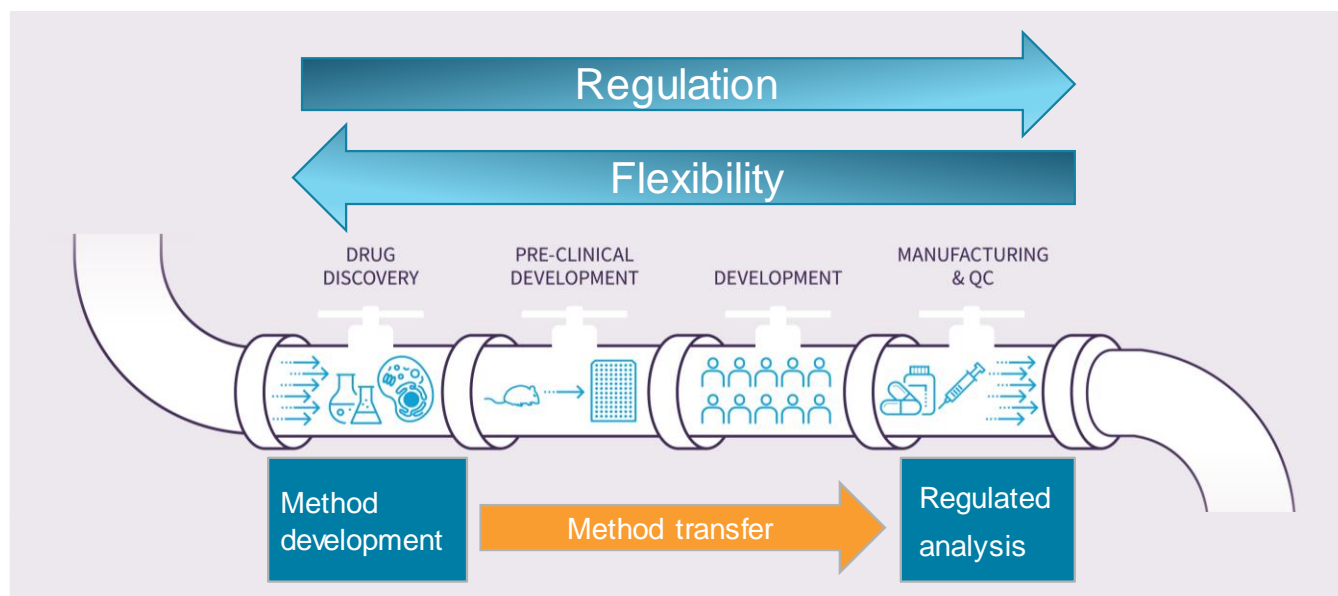 Regulation
Flexibility
DRUG
DISCOVERY
PRE-CLINICAL
DEVELOPMENT
DEVELOPMENT
MANUFACTURING
& QC
Method
development
Method transfer
Regulated
analysis